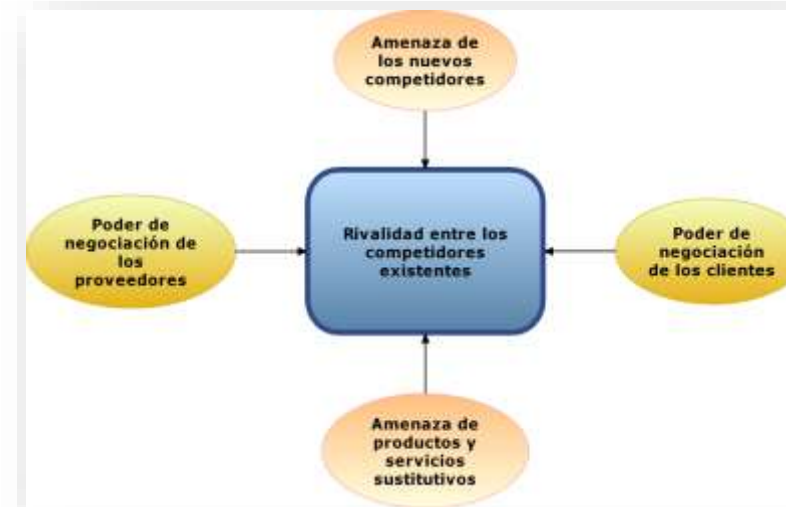 Amenaza de
los nuevos
competidores
Poder de
negociación de
los
proveedores
Rivalidad entre los
competidores
existentes
Poder de
negociación
de los clientes
Amenaza de
productos y
servicios
sustitutivos